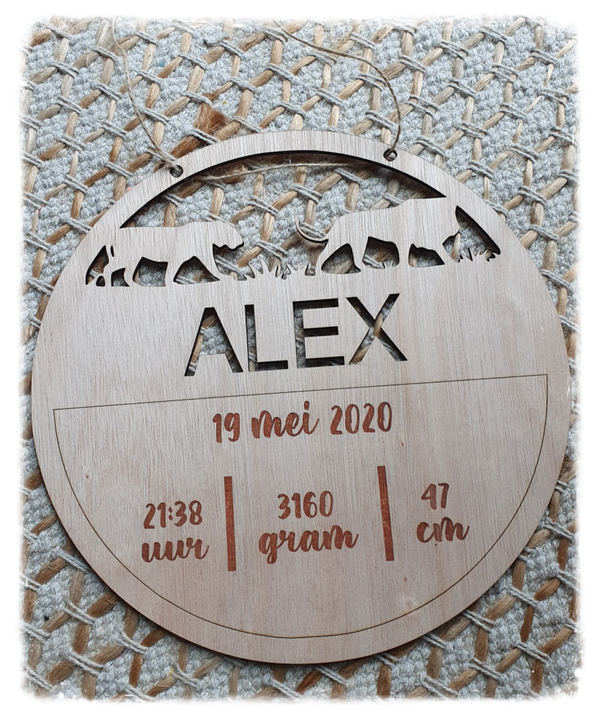 ALEX
19 mei 2020
21:38 uur
3160 gram
47 cm